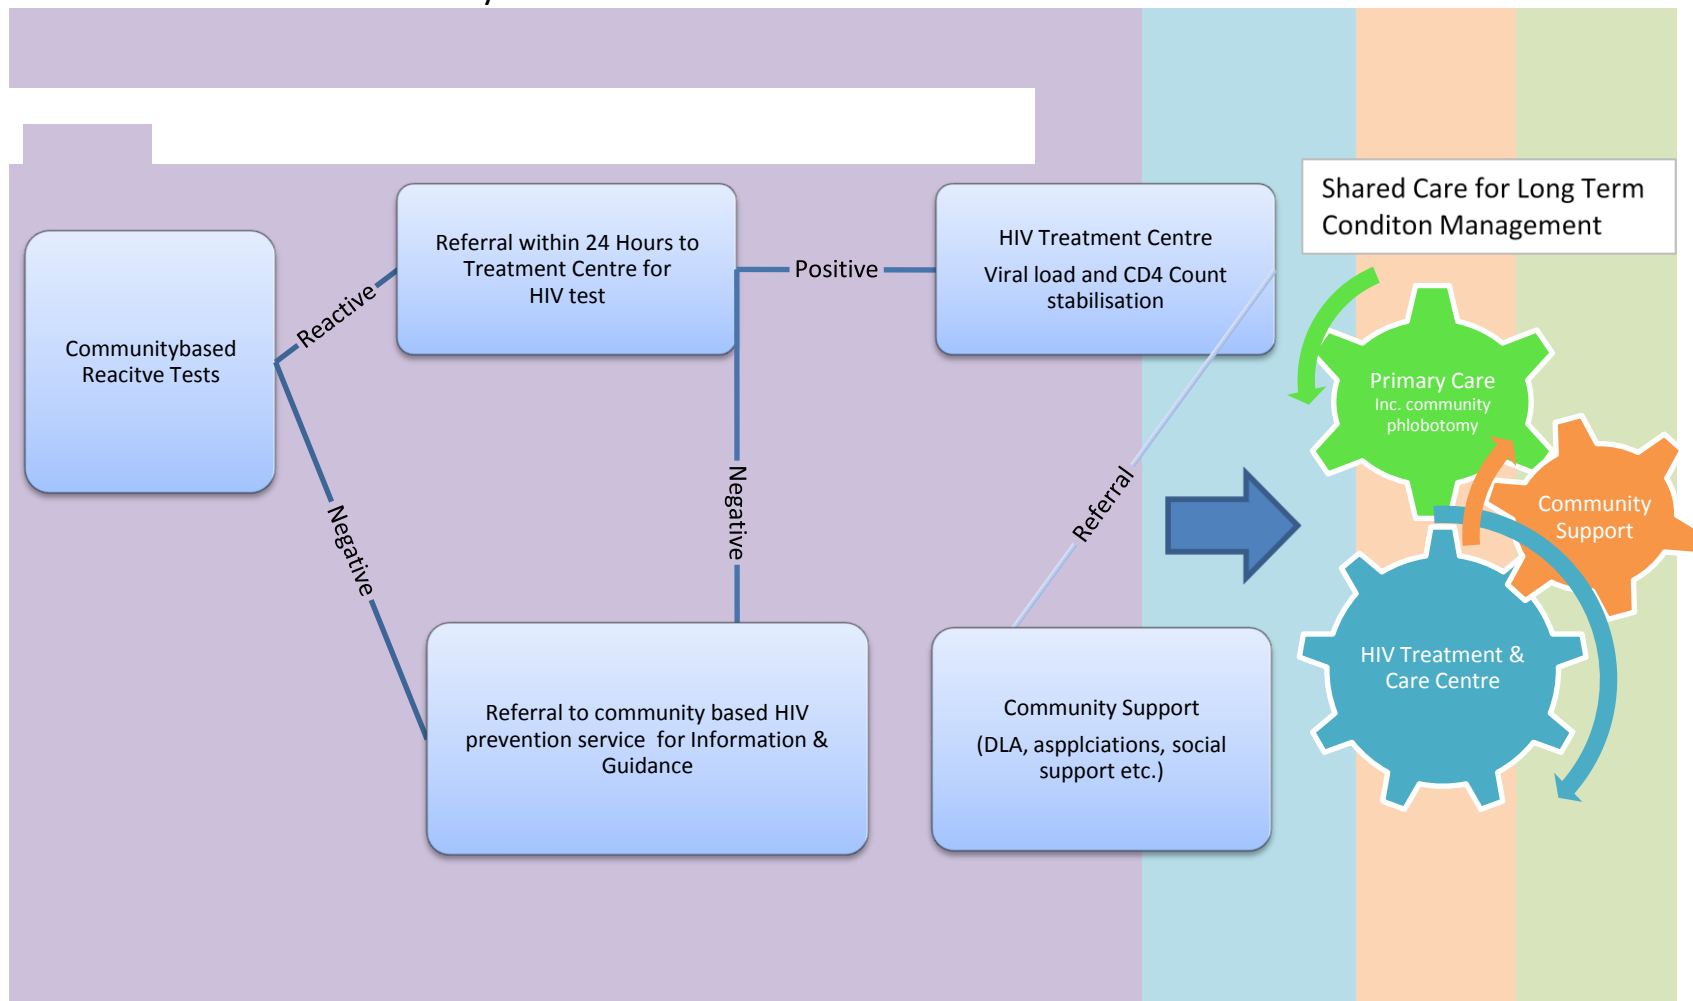 Communitybased
Reacitve Tests
Reactive
Negative
Referral within 24 Hours to
Treatment Centre for
HIV test
Positive
Negative
Referral to community based HIV
prevention service for Information &
Guidance
HIV Treatment Centre
Viral load and CD4 Count
stabilisation
Referral
Community Support
(DLA, aspplciations, social
support etc.)
Shared Care for Long Term
Conditon Management
Primary Care
Inc. community
phlobotomy
Community
Support
HIV Treatment &
Care Centre